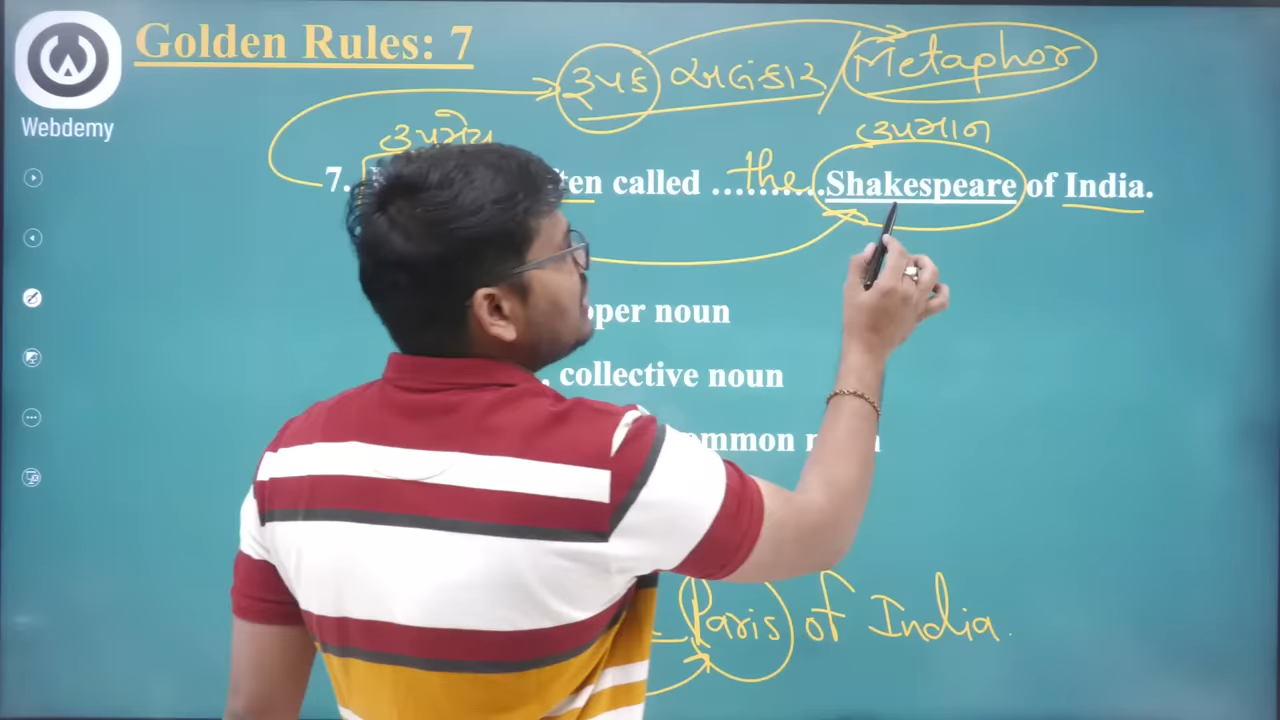 Golden Rules: 7
Webdemy
રૂપક અલંકાર / Metaphor
ઉપમેય
ઉપમાન
7. ten called ………. the Shakespeare of India.
oper noun
, collective noun
ommon n n
Paris of India.